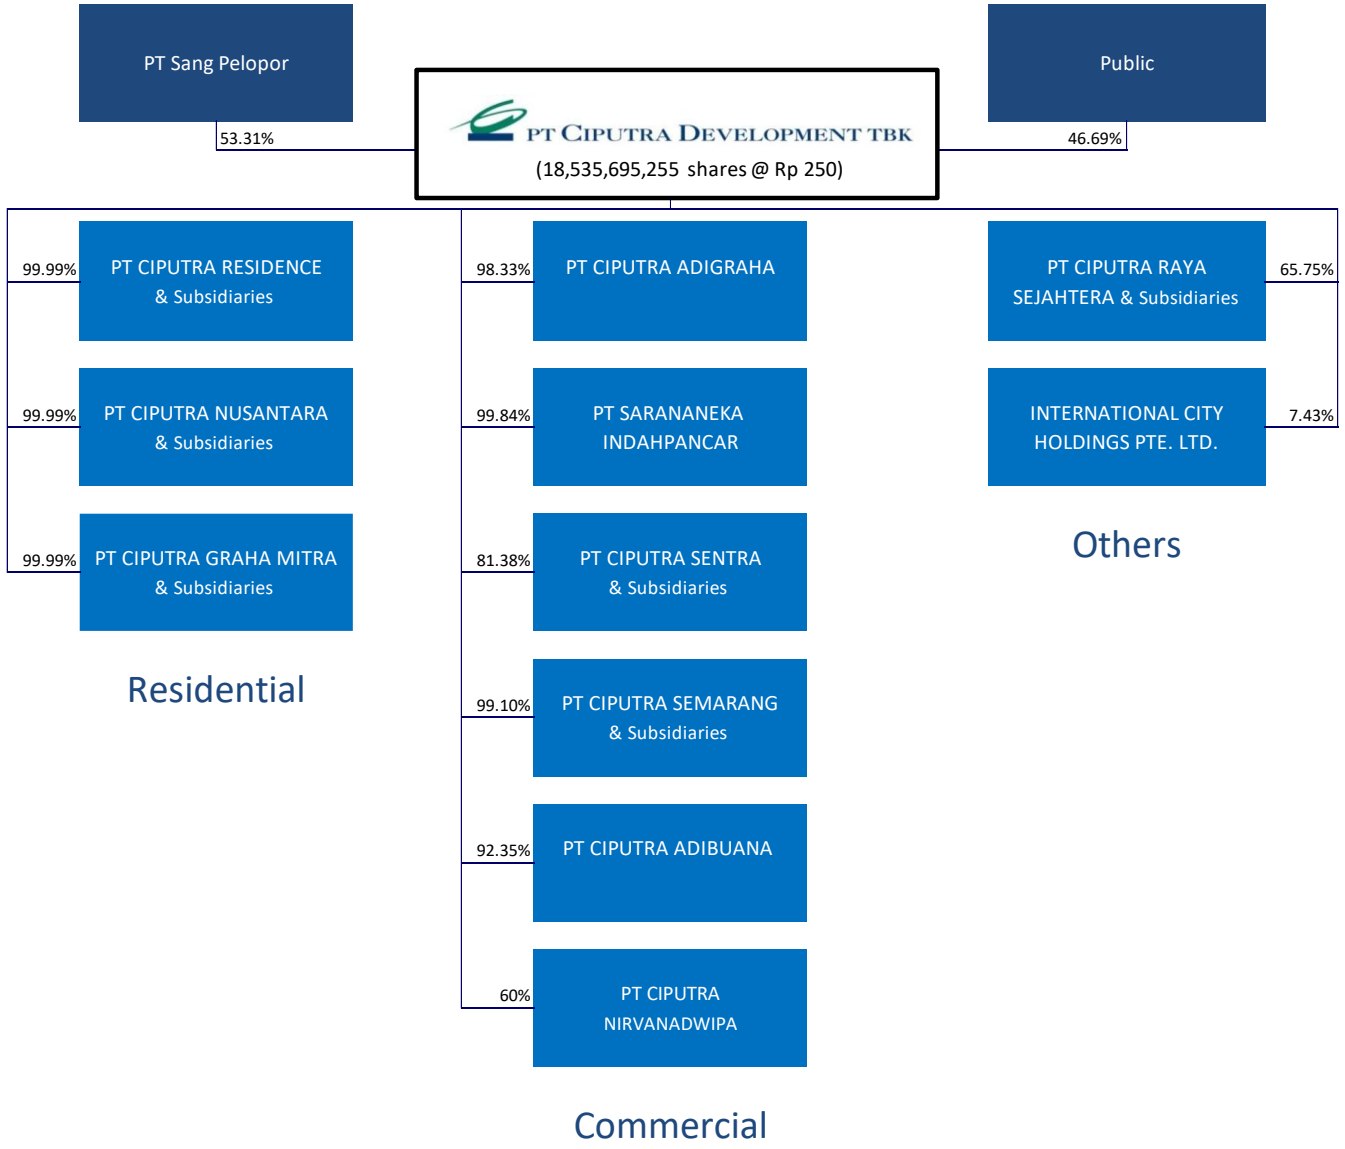 PT Sang Pelopor
Public
53.31%
PT CIPUTRA DEVELOPMENT TBK
(18,535,695,255 shares @ Rp 250)
46.69%
99.99%
PT CIPUTRA RESIDENCE
& Subsidiaries
99.99%
PT CIPUTRA NUSANTARA
& Subsidiaries
99.99%
PT CIPUTRA GRAHA MITRA
& Subsidiaries
Residential
98.33%
PT CIPUTRA ADIGRAHA
99.84%
PT SARANANEKA
INDAHPANCAR
81.38%
PT CIPUTRA SENTRA
& Subsidiaries
99.10%
PT CIPUTRA SEMARANG
& Subsidiaries
92.35%
PT CIPUTRA ADIBUANA
60%
PT CIPUTRA
NIRVANADWIPA
Commercial
PT CIPUTRA RAYA
SEJAHTERA & Subsidiaries
65.75%
INTERNATIONAL CITY
HOLDINGS PTE. LTD.
7.43%
Others